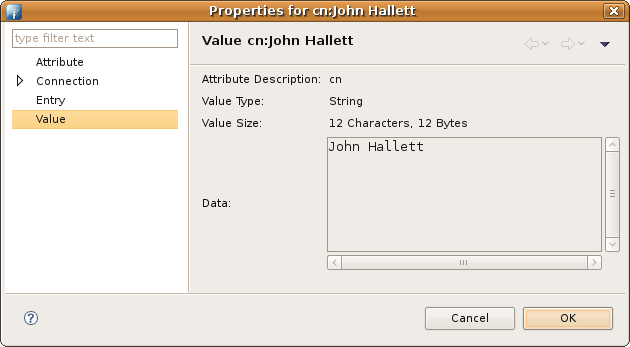 Properties for cn:John Hallett
type filter text
Attribute
Connection
Entry
Value
Value cn:John Hallett
Attribute Description: cn
Value Type: String
Value Size: 12 Characters, 12 Bytes
Data: John Hallett
Cancel OK